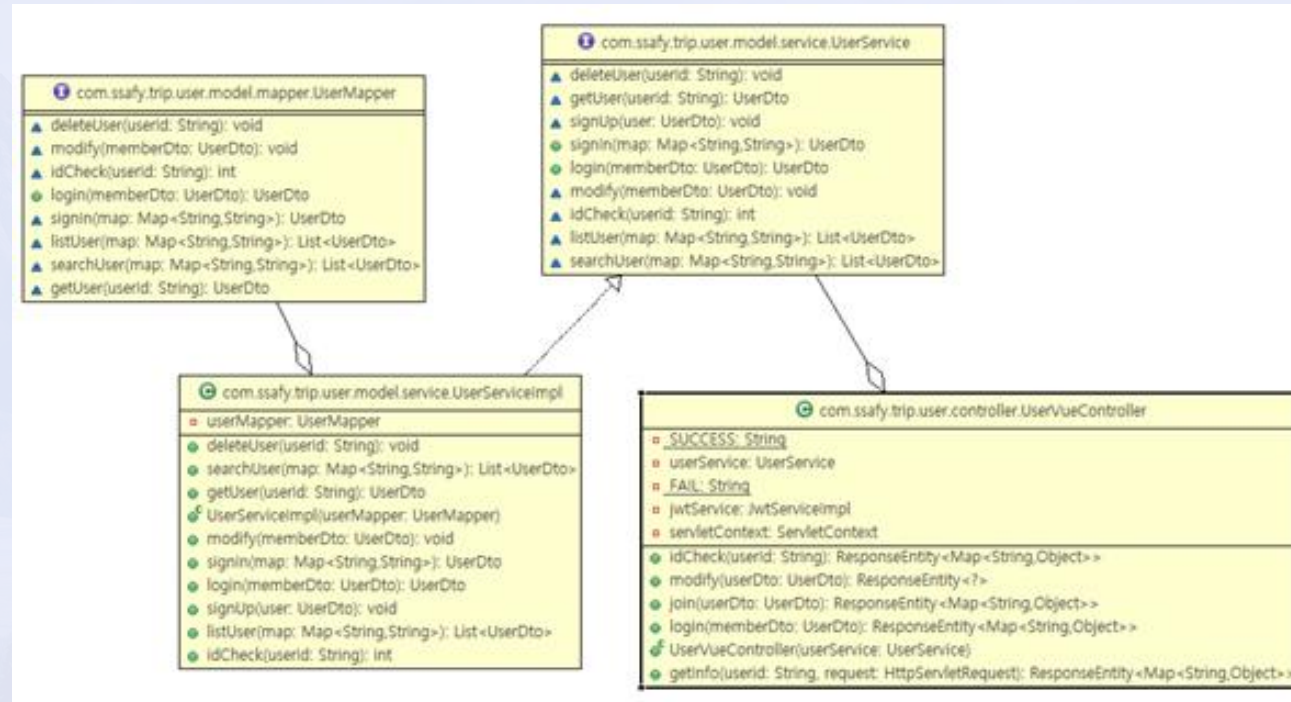 com.ssafy.trip.user.model.mapper.UserMapper
deleteUser(userid: String): void
modify(memberDto: UserDto): void
idCheck(userid: String): int
login(memberDto: UserDto): UserDto
signin(map: Map<String,String>): UserDto
listUser(map: Map<String,String>): List<UserDto>
searchUser(map: Map<String,String>): List<UserDto>
getUser(userid: String): UserDto
com.ssafy.trip.user.model.service.UserService
deleteUser(userid: String): void
getUser(userid: String): UserDto
signUp(user: UserDto): void
signin(map: Map<String,String>): UserDto
login(memberDto: UserDto): UserDto
modify(memberDto: UserDto): void
idCheck(userid: String): int
listUser(map: Map<String,String>): List<UserDto>
searchUser(map: Map<String,String>): List<UserDto>
com.ssafy.trip.user.model.service.UserServiceImpl
userMapper: UserMapper
deleteUser(userid: String): void
searchUser(map: Map<String,String>): List<UserDto>
getUser(userid: String): UserDto
UserServiceImpl(userMapper: UserMapper)
modify(memberDto: UserDto): void
signin(map: Map<String,String>): UserDto
login(memberDto: UserDto): UserDto
signUp(user: UserDto): void
listUser(map: Map<String,String>): List<UserDto>
idCheck(userid: String): int
com.ssafy.trip.user.controller.UserVueController
SUCCESS: String
userService: UserService
FAIL: String
jwtService: JwtServiceImpl
servletContext: ServletContext
idCheck(userid: String): ResponseEntity<Map<String,Object>>
modify(userDto: UserDto): ResponseEntity<?>
join(userDto: UserDto): ResponseEntity<Map<String,Object>>
login(memberDto: UserDto): ResponseEntity<Map<String,Object>>
UserVueController(userService: UserService)
getInfo(userid: String, request: HttpServletRequest): ResponseEntity<Map<String,Object>>